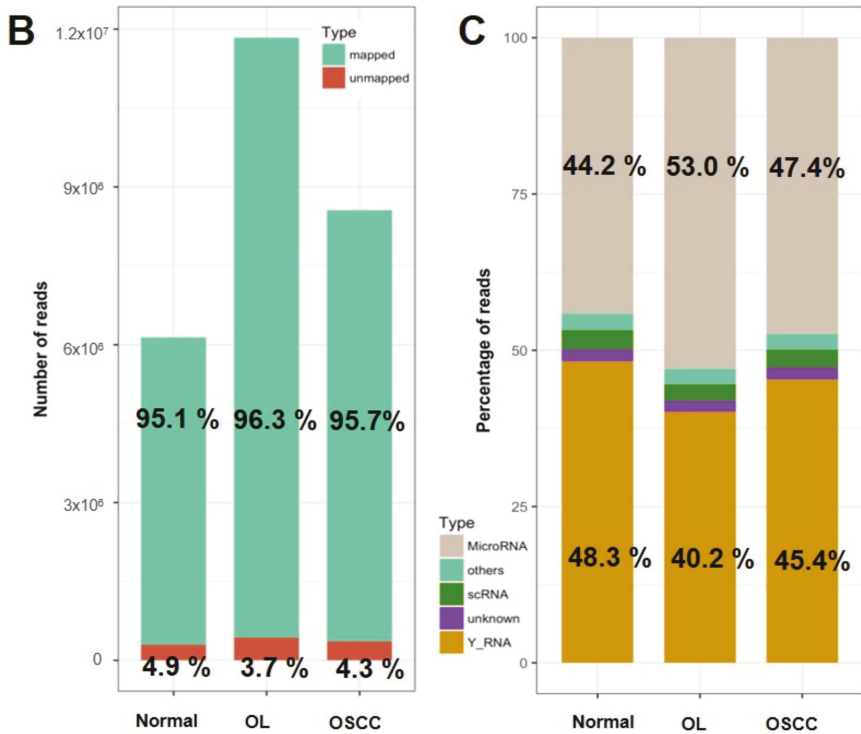 B
1.2x10⁷
9x10⁶
6x10⁶
3x10⁶
0
Number of reads
Type
mapped
unmapped
95.1 %
96.3 %
95.7%
4.9 %
3.7 %
4.3 %
Normal
OL
OSCC
C
100
75
50
25
0
Percentage of reads
44.2 %
53.0 %
47.4%
48.3 %
40.2 %
45.4%
Type
MicroRNA
others
scRNA
unknown
Y_RNA
Normal
OL
OSCC